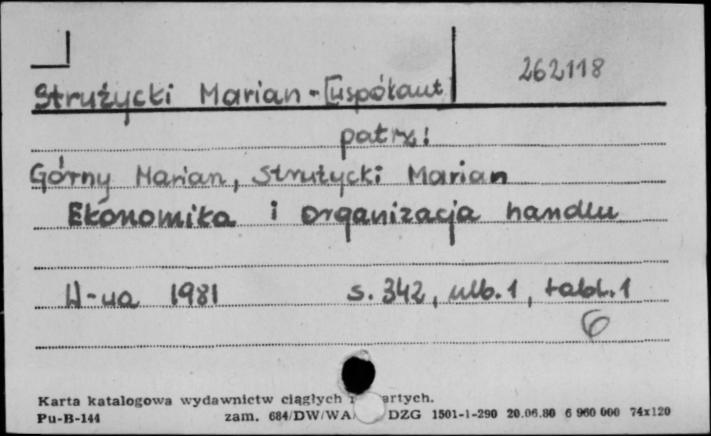 262118
Strużycki Marian - [współaut]
patrz:
Górny Marian, Strużycki Marian
Ekonomika i organizacja handlu
W-wa 1981 s. 342, nlb. 1, tabl. 1
6
Karta katalogowa wydawnictw ciągłych i artych.
Pu-B-144 zam. 684/DW/WA DZG 1501-1-290 20.06.80 6 960 000 74x120